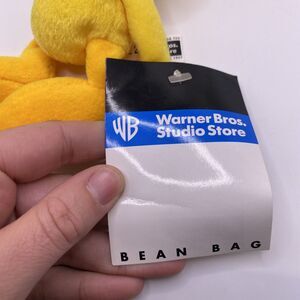 WB
Warner Bros.
Studio Store
BEAN BAG